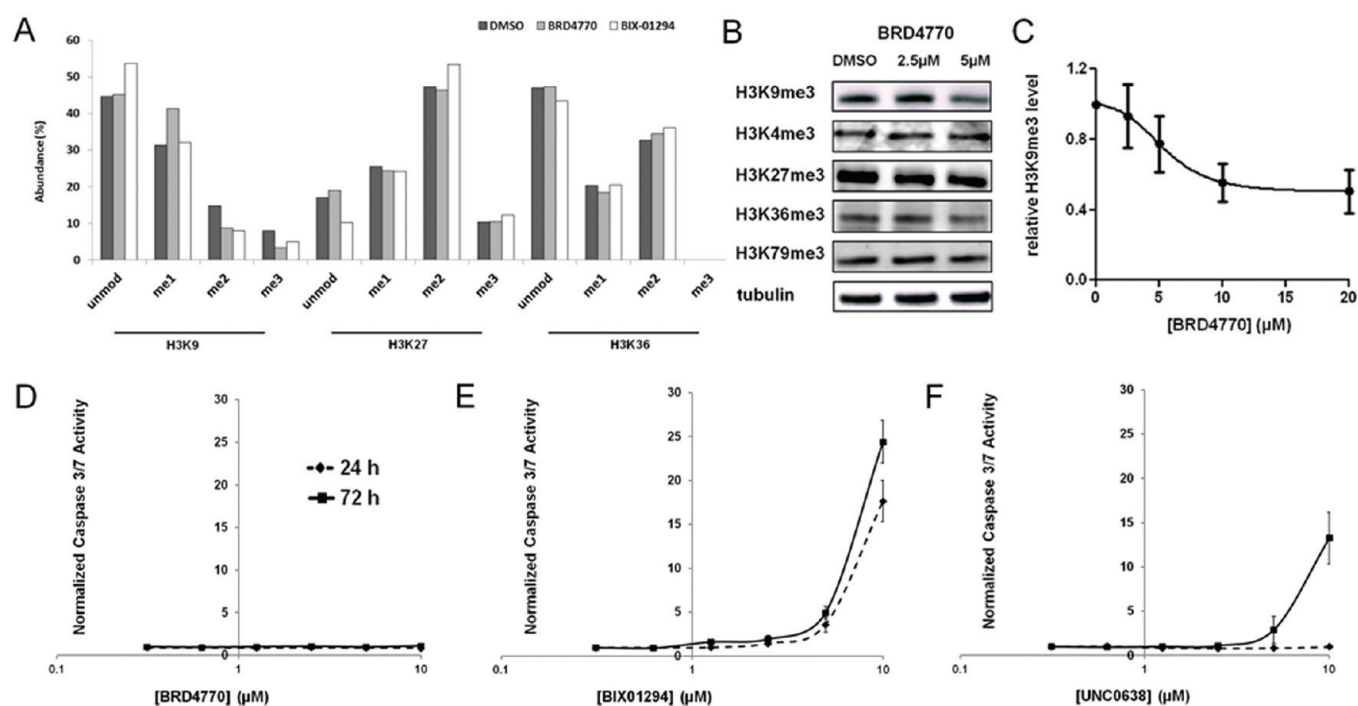 A
DMSO BRD4770 BIX-01294
Abundance(%)
60
50
40
30
20
10
0
unmod me1 me2 me3 unmod me1 me2 me3 unmod me1 me2 me3
H3K9 H3K27 H3K36
B
BRD4770
DMSO 2.5µM 5µM
H3K9me3
H3K4me3
H3K27me3
H3K36me3
H3K79me3
tubulin
C
relative H3K9me3 level
1.2
0.8
0.4
0.0
0 5 10 15 20
[BRD4770] (µM)
D
Normalized Caspase 3/7 Activity
30
25
20
15
10
5
0
0.1 1 10
24 h
72 h
[BRD4770] (µM)
E
Normalized Caspase 3/7 Activity
30
25
20
15
10
5
0
0.1 1 10
[BIX01294] (µM)
F
Normalized Caspase 3/7 Activity
30
25
20
15
10
5
0
0.1 1 10
[UNC0638] (µM)